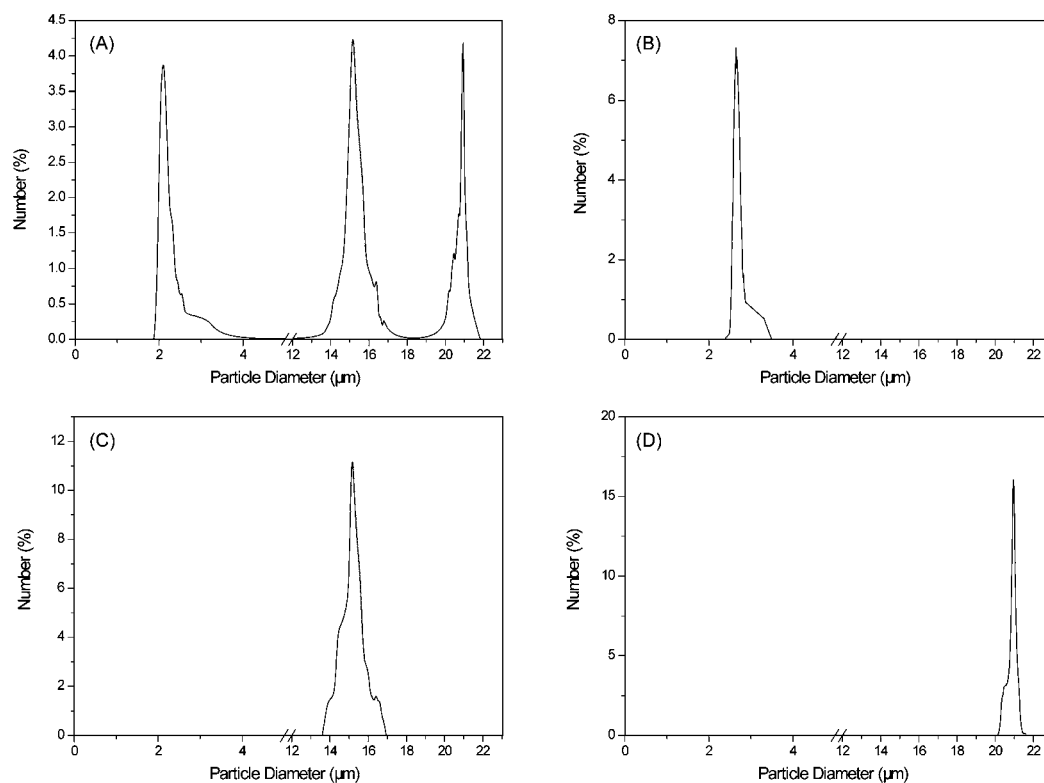 (A)
Number (%)
4.5
4.0
3.5
3.0
2.5
2.0
1.5
1.0
0.5
0.0
0 2 4 12 14 16 18 20 22
Particle Diameter (μm)
(B)
Number (%)
8
6
4
2
0
0 2 4 12 14 16 18 20 22
Particle Diameter (μm)
(C)
Number (%)
12
10
8
6
4
2
0
0 2 4 12 14 16 18 20 22
Particle Diameter (μm)
(D)
Number (%)
20
15
10
5
0
0 2 4 12 14 16 18 20 22
Particle Diameter (μm)